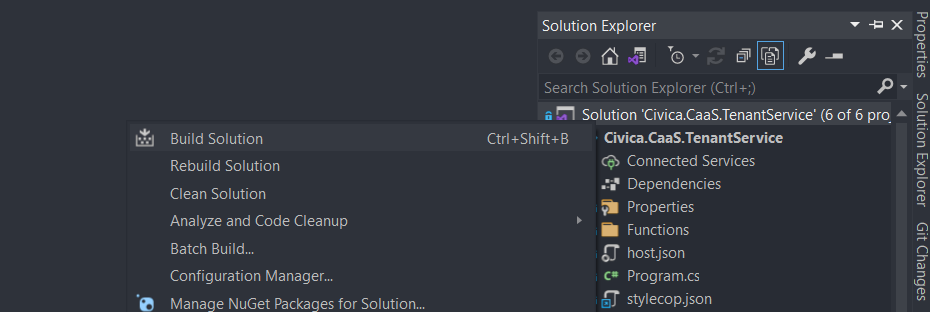 Solution Explorer
Search Solution Explorer (Ctrl+;)
Solution 'Civica.CaaS.TenantService' (6 of 6 pro
Build Solution Ctrl+Shift+B
Rebuild Solution
Clean Solution
Analyze and Code Cleanup
Batch Build...
Configuration Manager...
Manage NuGet Packages for Solution...
Civica.CaaS.TenantService
Connected Services
Dependencies
Properties
Functions
host.json
C# Program.cs
stylecop.json
Properties
Solution Explorer
Git Changes